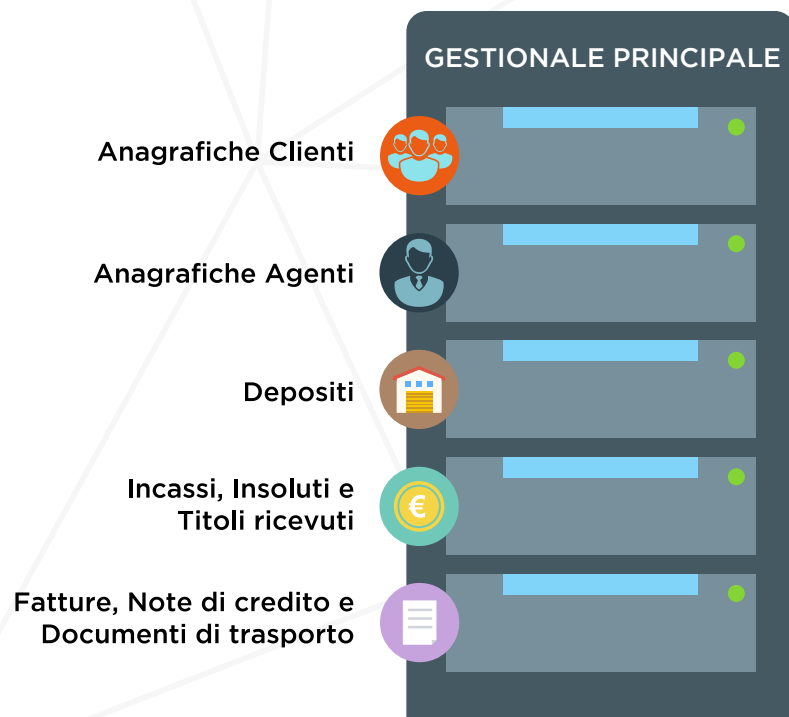 GESTIONALE PRINCIPALE
Anagrafiche Clienti
Anagrafiche Agenti
Depositi
Incassi, Insoluti e
Titoli ricevuti
€
Fatture, Note di credito e
Documenti di trasporto